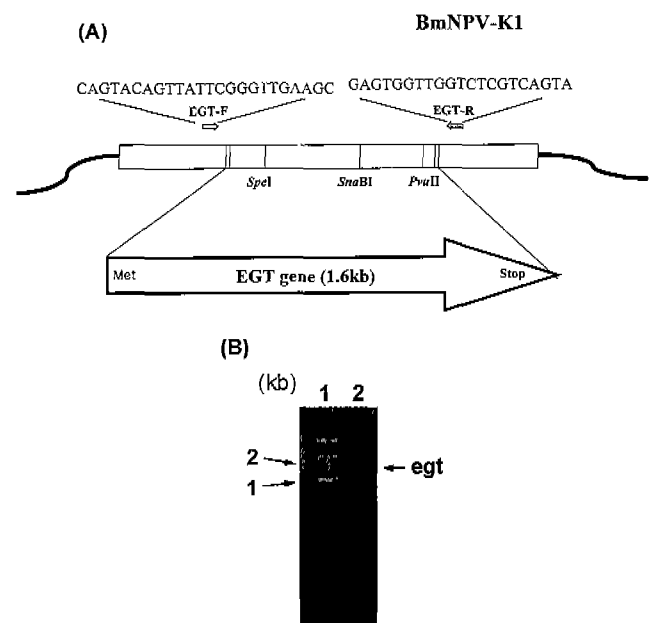 (A)
BmNPV-K1
CAGTACAGTTATTCGGGTTGAAGC GAGTGGTTGGTCTCGTCAGTA
EGT-F EGT-R
SpeI SnaBI PvuII
Met EGT gene (1.6kb) Stop
(B)
(kb) 1 2
2 egt
1